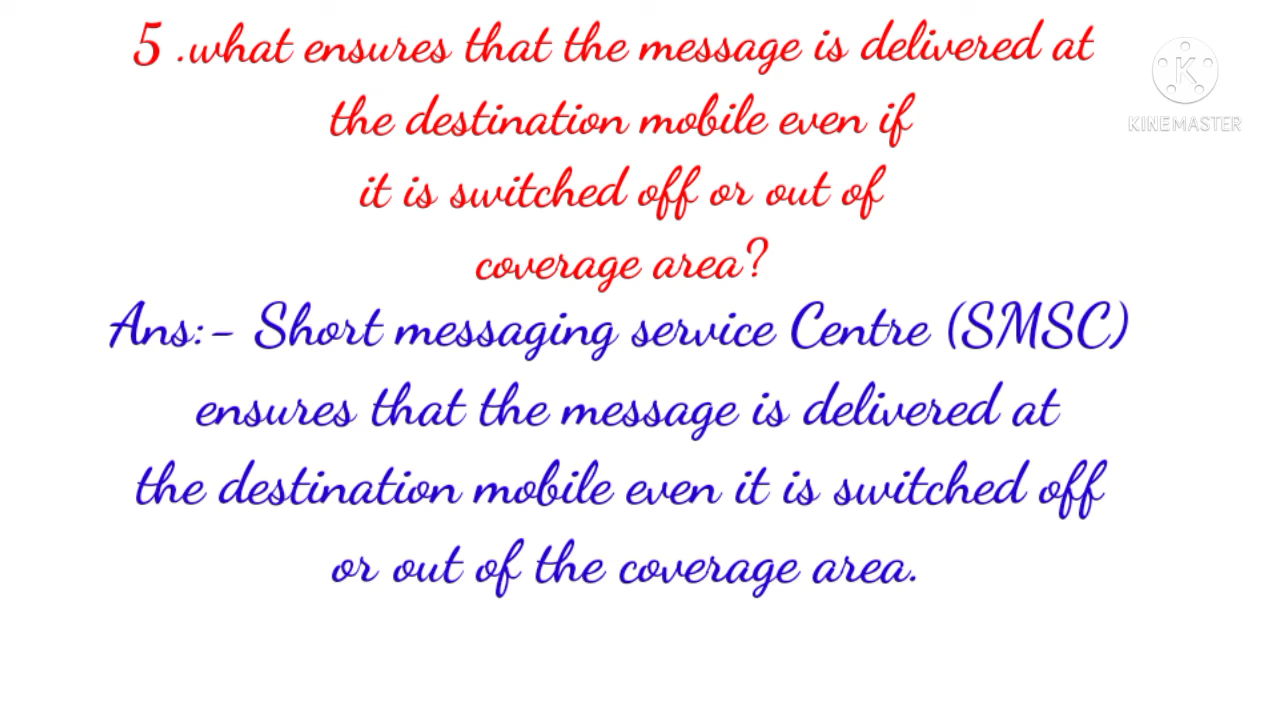 5 .what ensures that the message is delivered at
the destination mobile even if
it is switched off or out of
coverage area?
Ans:- Short messaging service Centre (SMSC)
ensures that the message is delivered at
the destination mobile even it is switched off
or out of the coverage area.
K
KINEMASTER